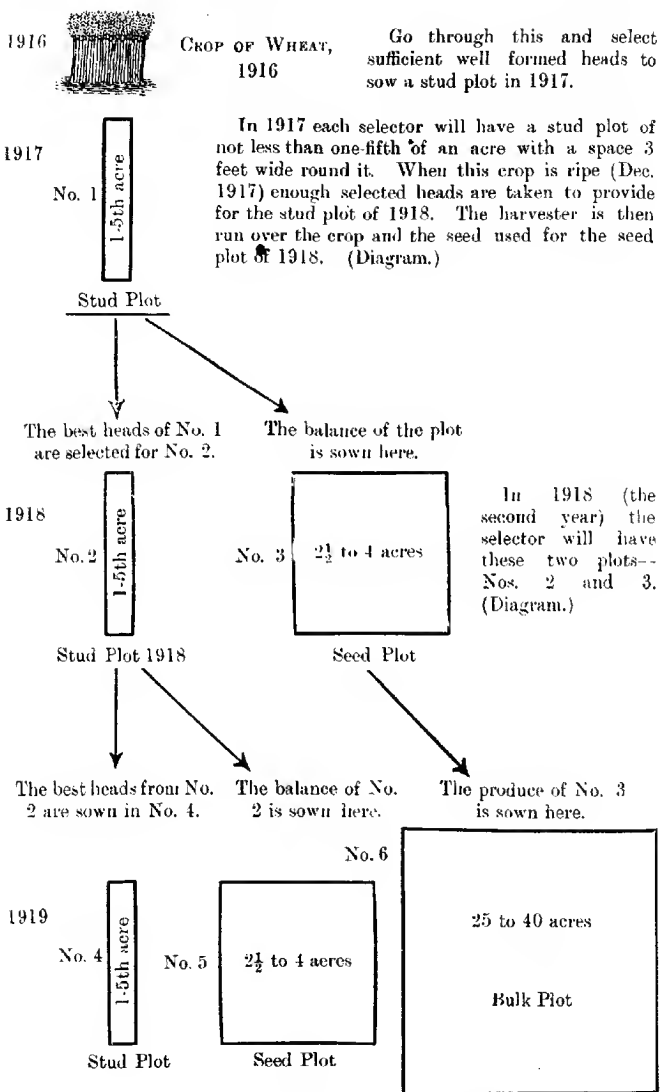 1916
CROP OF WHEAT,
1916
Go through this and select
sufficient well formed heads to
sow a stud plot in 1917.
1917
No. 1
1-5th acre
In 1917 each selector will have a stud plot of
not less than one-fifth of an acre with a space 3
feet wide round it. When this crop is ripe (Dec.
1917) enough selected heads are taken to provide
for the stud plot of 1918. The harvester is then
run over the crop and the seed used for the seed
plot of 1918. (Diagram.)
Stud Plot
The best heads of No. 1
are selected for No. 2.
The balance of the plot
is sown here.
1918
No. 2
1-5th acre
No. 3
2½ to 4 acres
In 1918 (the
second year) the
selector will have
these two plots--
Nos. 2 and 3.
(Diagram.)
Stud Plot 1918
Seed Plot
The best heads from No.
2 are sown in No. 4.
The balance of No.
2 is sown here.
The produce of No. 3
is sown here.
No. 6
1919
No. 4
1-5th acre
No. 5
2½ to 4 acres
25 to 40 acres
Bulk Plot
Stud Plot
Seed Plot